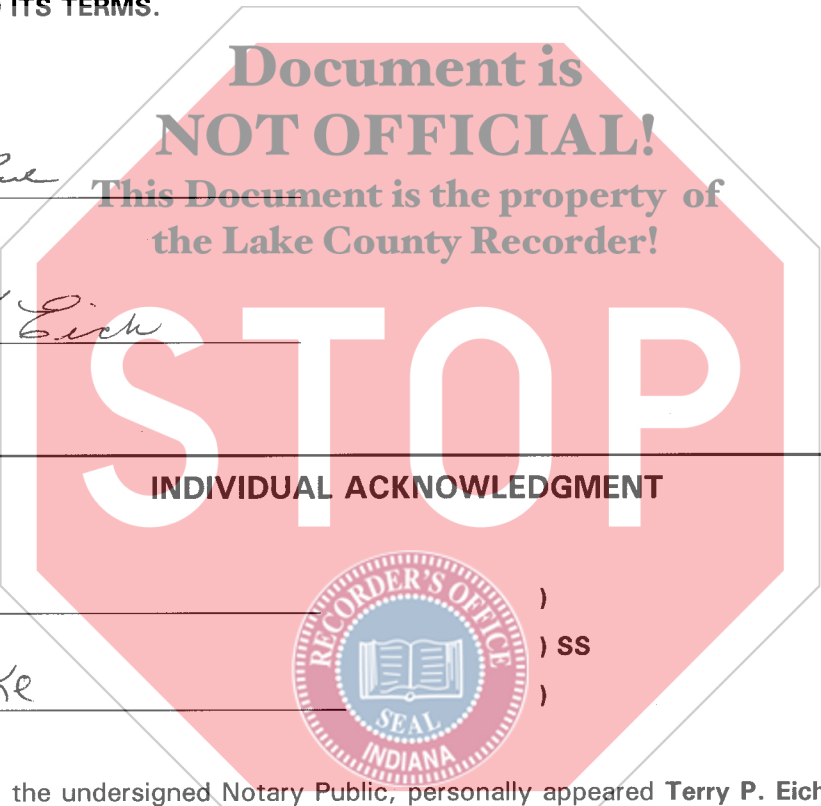 ITS TERMS.
Document is
NOT OFFICIAL!
This Document is the property of
the Lake County Recorder!
Eich
STOP
INDIVIDUAL ACKNOWLEDGMENT
)
) SS
)
RECORDER'S OFFICE
SEAL
INDIANA
the undersigned Notary Public, personally appeared Terry P. Eich